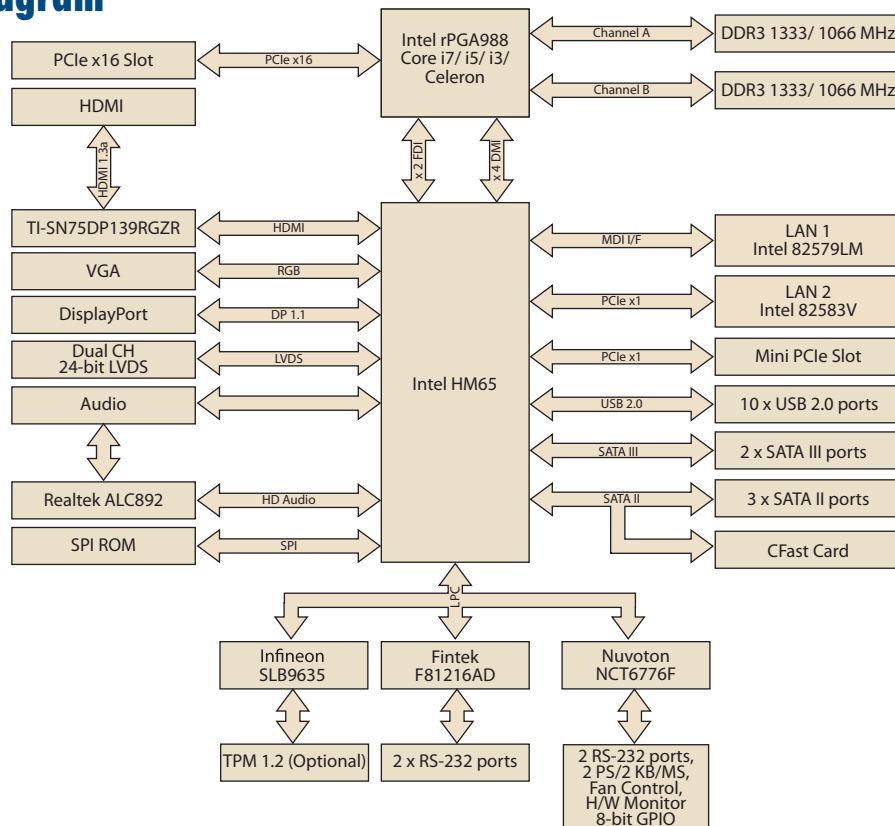 agram
Intel rPGA988
Core i7/ i5/ i3/
Celeron
PCIe x16 Slot
PCIe x16
Channel A
DDR3 1333/ 1066 MHz
HDMI
Channel B
DDR3 1333/ 1066 MHz
HDMI 1.3a
x 2 FDI
x 4 DMI
TI-SN75DP139RGZR
HDMI
VGA
RGB
DisplayPort
DP 1.1
Dual CH
24-bit LVDS
LVDS
Audio
Realtek ALC892
HD Audio
SPI ROM
SPI
Intel HM65
MDI I/F
LAN 1
Intel 82579LM
PCIe x1
LAN 2
Intel 82583V
PCIe x1
Mini PCIe Slot
USB 2.0
10 x USB 2.0 ports
SATA III
2 x SATA III ports
SATA II
3 x SATA II ports
CFast Card
LPC
Infineon
SLB9635
Fintek
F81216AD
Nuvoton
NCT6776F
TPM 1.2 (Optional)
2 x RS-232 ports
2 RS-232 ports,
2 PS/2 KB/MS,
Fan Control,
H/W Monitor
8-bit GPIO